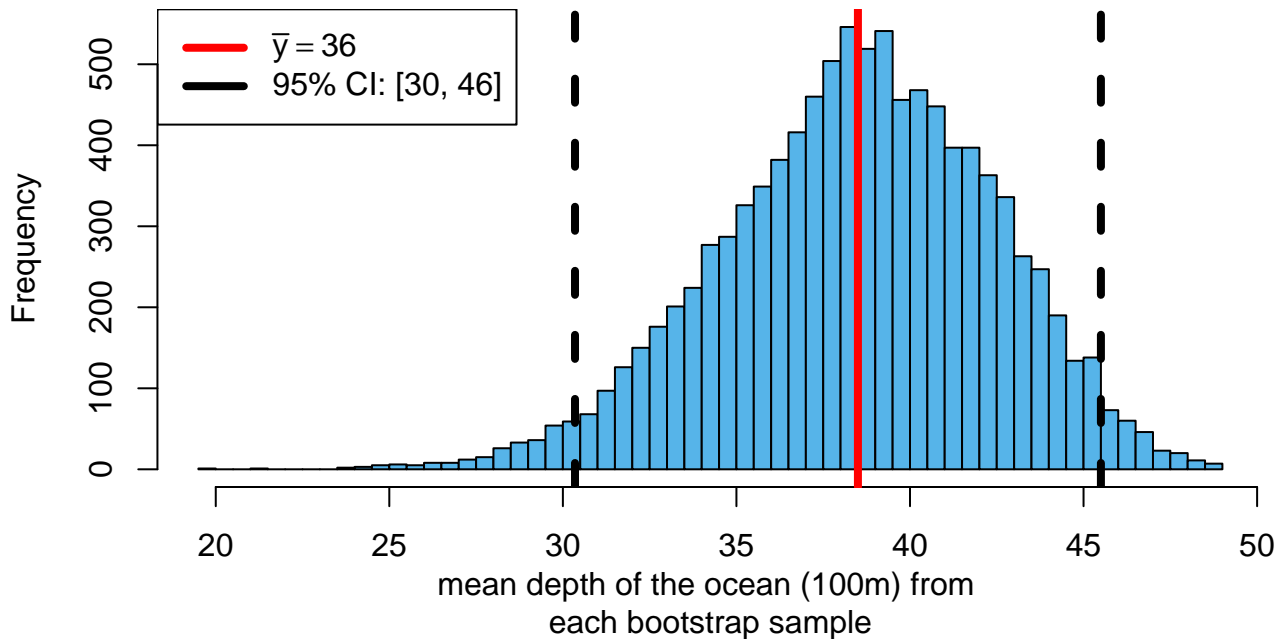 ȳ = 36
95% CI: [30, 46]
Frequency
500
400
300
200
100
0
20 25 30 35 40 45 50
mean depth of the ocean (100m) from
each bootstrap sample